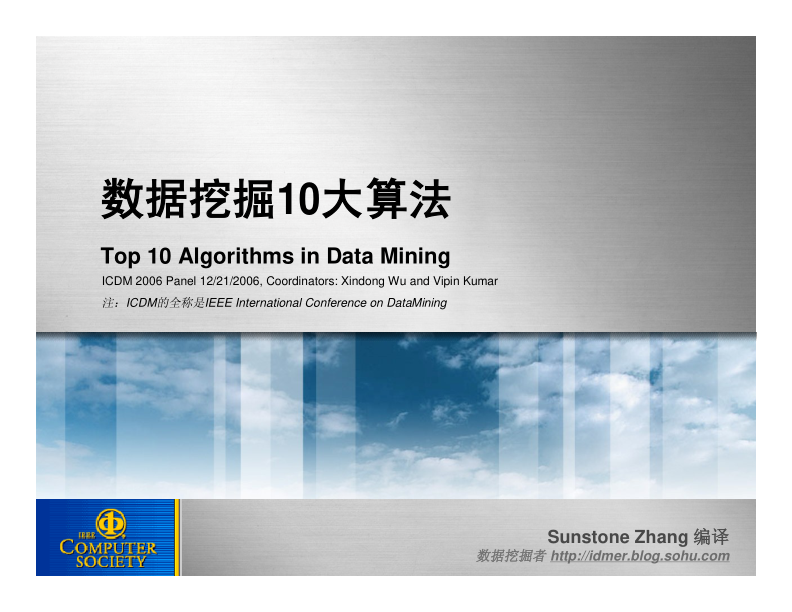 数据挖掘10大算法
Top 10 Algorithms in Data Mining
ICDM 2006 Panel 12/21/2006, Coordinators: Xindong Wu and Vipin Kumar
注：ICDM的全称是IEEE International Conference on DataMining
IEEE
COMPUTER
SOCIETY
Sunstone Zhang 编译
数据挖掘者 http://idmer.blog.sohu.com